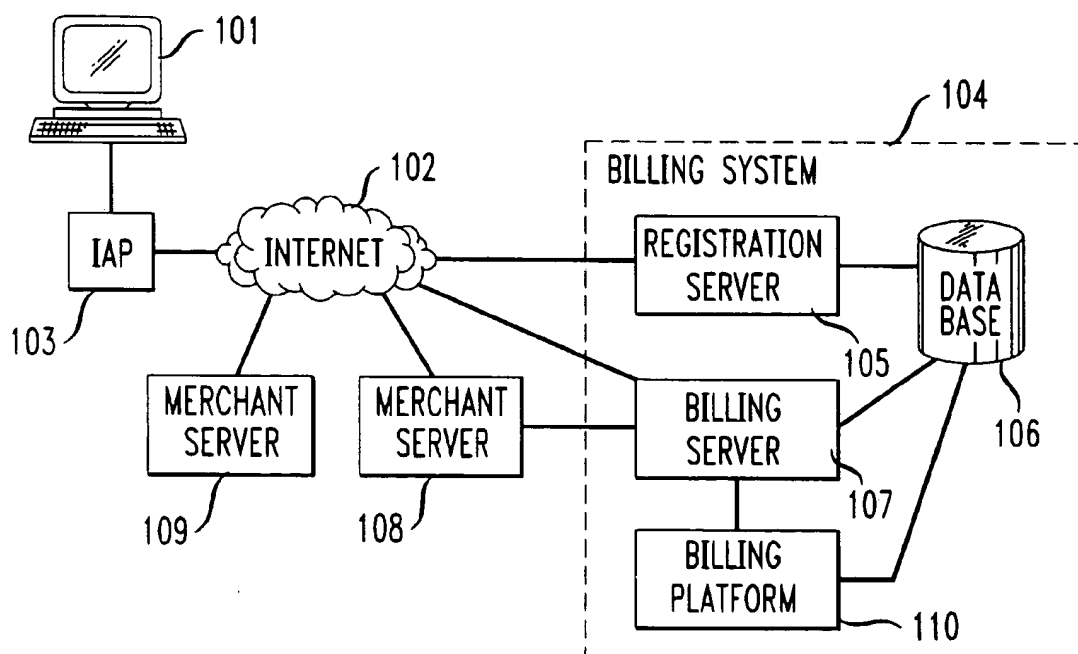 101
104
BILLING SYSTEM
102
INTERNET
IAP
103
REGISTRATION
SERVER
105
DATA
BASE
106
MERCHANT
SERVER
109
MERCHANT
SERVER
108
BILLING
SERVER
107
BILLING
PLATFORM
110